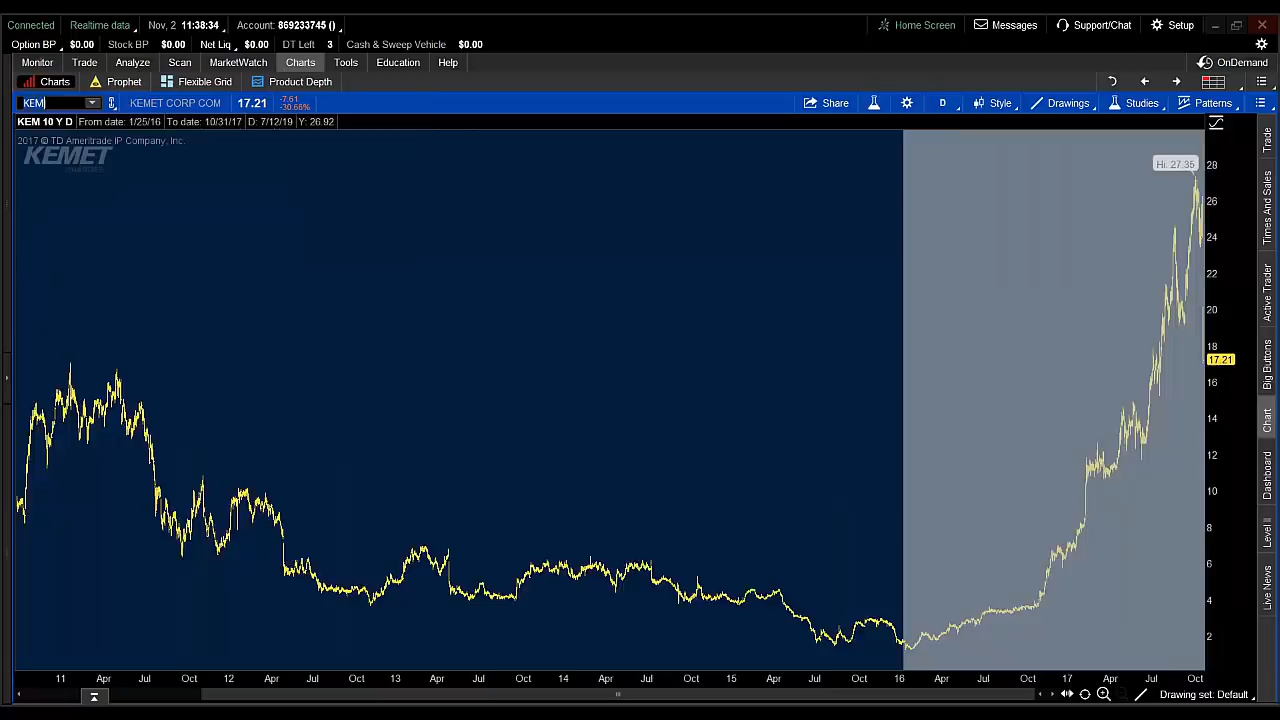 Connected Realtime data Nov, 2 11:38:34 Account: 869233745 () Home Screen Messages Support/Chat Setup
Option BP $0.00 Stock BP $0.00 Net Liq $0.00 DT Left 3 Cash & Sweep Vehicle $0.00
Monitor Trade Analyze Scan MarketWatch Charts Tools Education Help OnDemand
Charts Prophet Flexible Grid Product Depth
KEM KEMET CORP COM 17.21 -7.61 -30.66% Share D Style Drawings Studies Patterns
KEM 10 Y D From date: 1/25/16 To date: 10/31/17 D: 7/12/19 Y: 26.92
2017 © TD Ameritrade IP Company, Inc.
KEMET
Hi: 27.35
28
26
24
22
20
18
17.21
16
14
12
10
8
6
4
2
11 Apr Jul Oct 12 Apr Jul Oct 13 Apr Jul Oct 14 Apr Jul Oct 15 Apr Jul Oct 16 Apr Jul Oct 17 Apr Jul Oct
Drawing set: Default
Trade
Times And Sales
Active Trader
Big Buttons
Chart
Dashboard
Level II
Live News